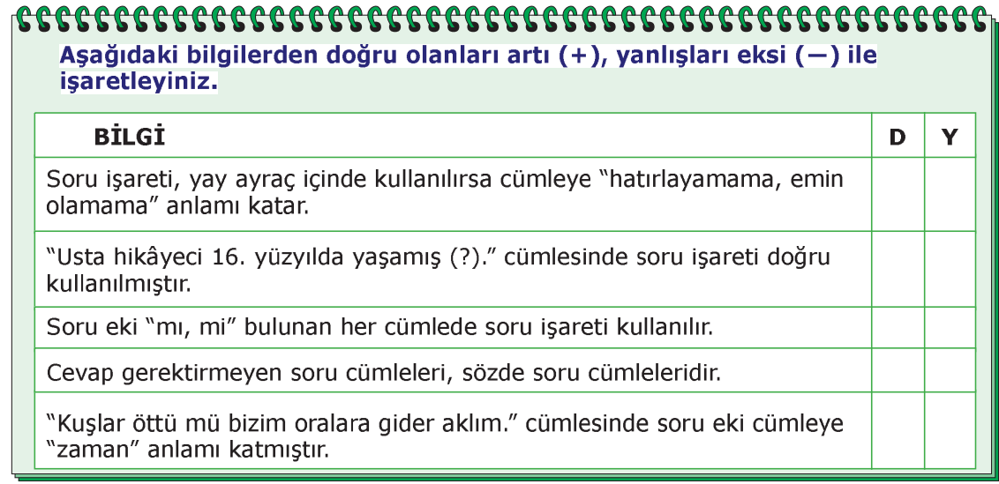 Aşağıdaki bilgilerden doğru olanları artı (+), yanlışları eksi (—) ile
işaretleyiniz.
BİLGİ D Y
Soru işareti, yay ayraç içinde kullanılırsa cümleye “hatırlayamama, emin
olamama” anlamı katar.
“Usta hikâyeci 16. yüzyılda yaşamış (?).” cümlesinde soru işareti doğru
kullanılmıştır.
Soru eki “mı, mi” bulunan her cümlede soru işareti kullanılır.
Cevap gerektirmeyen soru cümleleri, sözde soru cümleleridir.
“Kuşlar öttü mü bizim oralara gider aklım.” cümlesinde soru eki cümleye
“zaman” anlamı katmıştır.